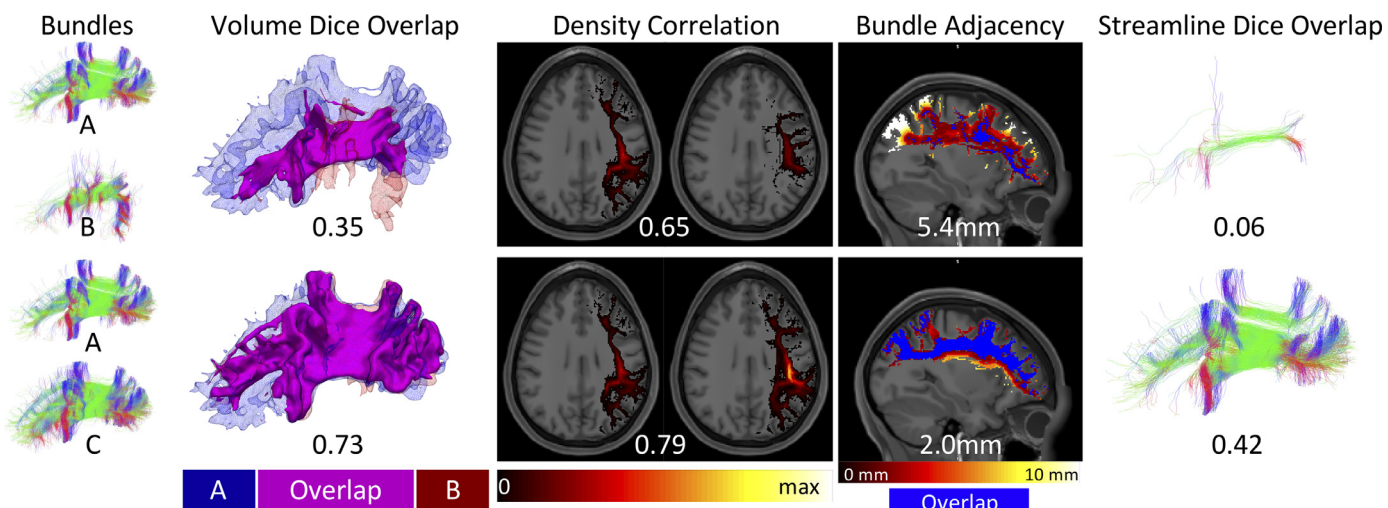 Bundles Volume Dice Overlap Density Correlation Bundle Adjacency Streamline Dice Overlap
A
B
0.35 0.65 5.4mm 0.06
A
C
0.73 0.79 2.0mm 0.42
A Overlap B 0 max 0 mm 10 mm
Overlap